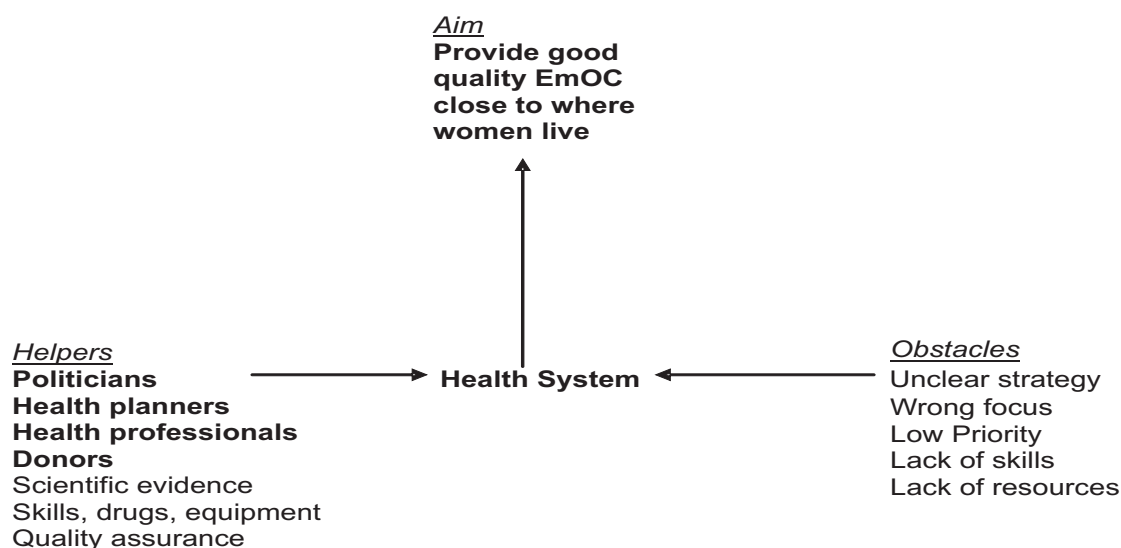 Aim
Provide good
quality EmOC
close to where
women live
Helpers
Politicians
Health planners
Health professionals
Donors
Scientific evidence
Skills, drugs, equipment
Quality assurance
Health System
Obstacles
Unclear strategy
Wrong focus
Low Priority
Lack of skills
Lack of resources